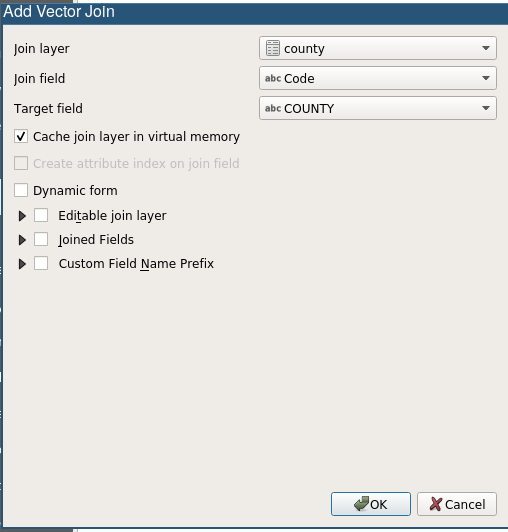 Add Vector Join
Join layer county
Join field abc Code
Target field abc COUNTY
Cache join layer in virtual memory
Create attribute index on join field
Dynamic form
Editable join layer
Joined Fields
Custom Field Name Prefix
OK Cancel